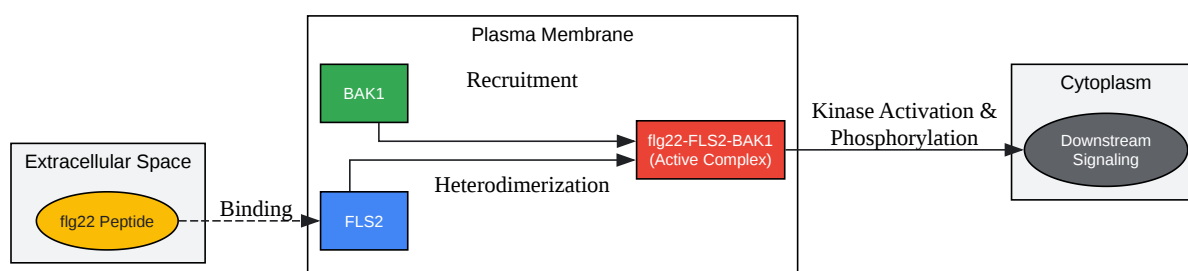 Plasma Membrane
BAK1
Recruitment
Cytoplasm
Kinase Activation &
Phosphorylation
flg22-FLS2-BAK1
(Active Complex)
Downstream
Signaling
Extracellular Space
Heterodimerization
flg22 Peptide
Binding
FLS2